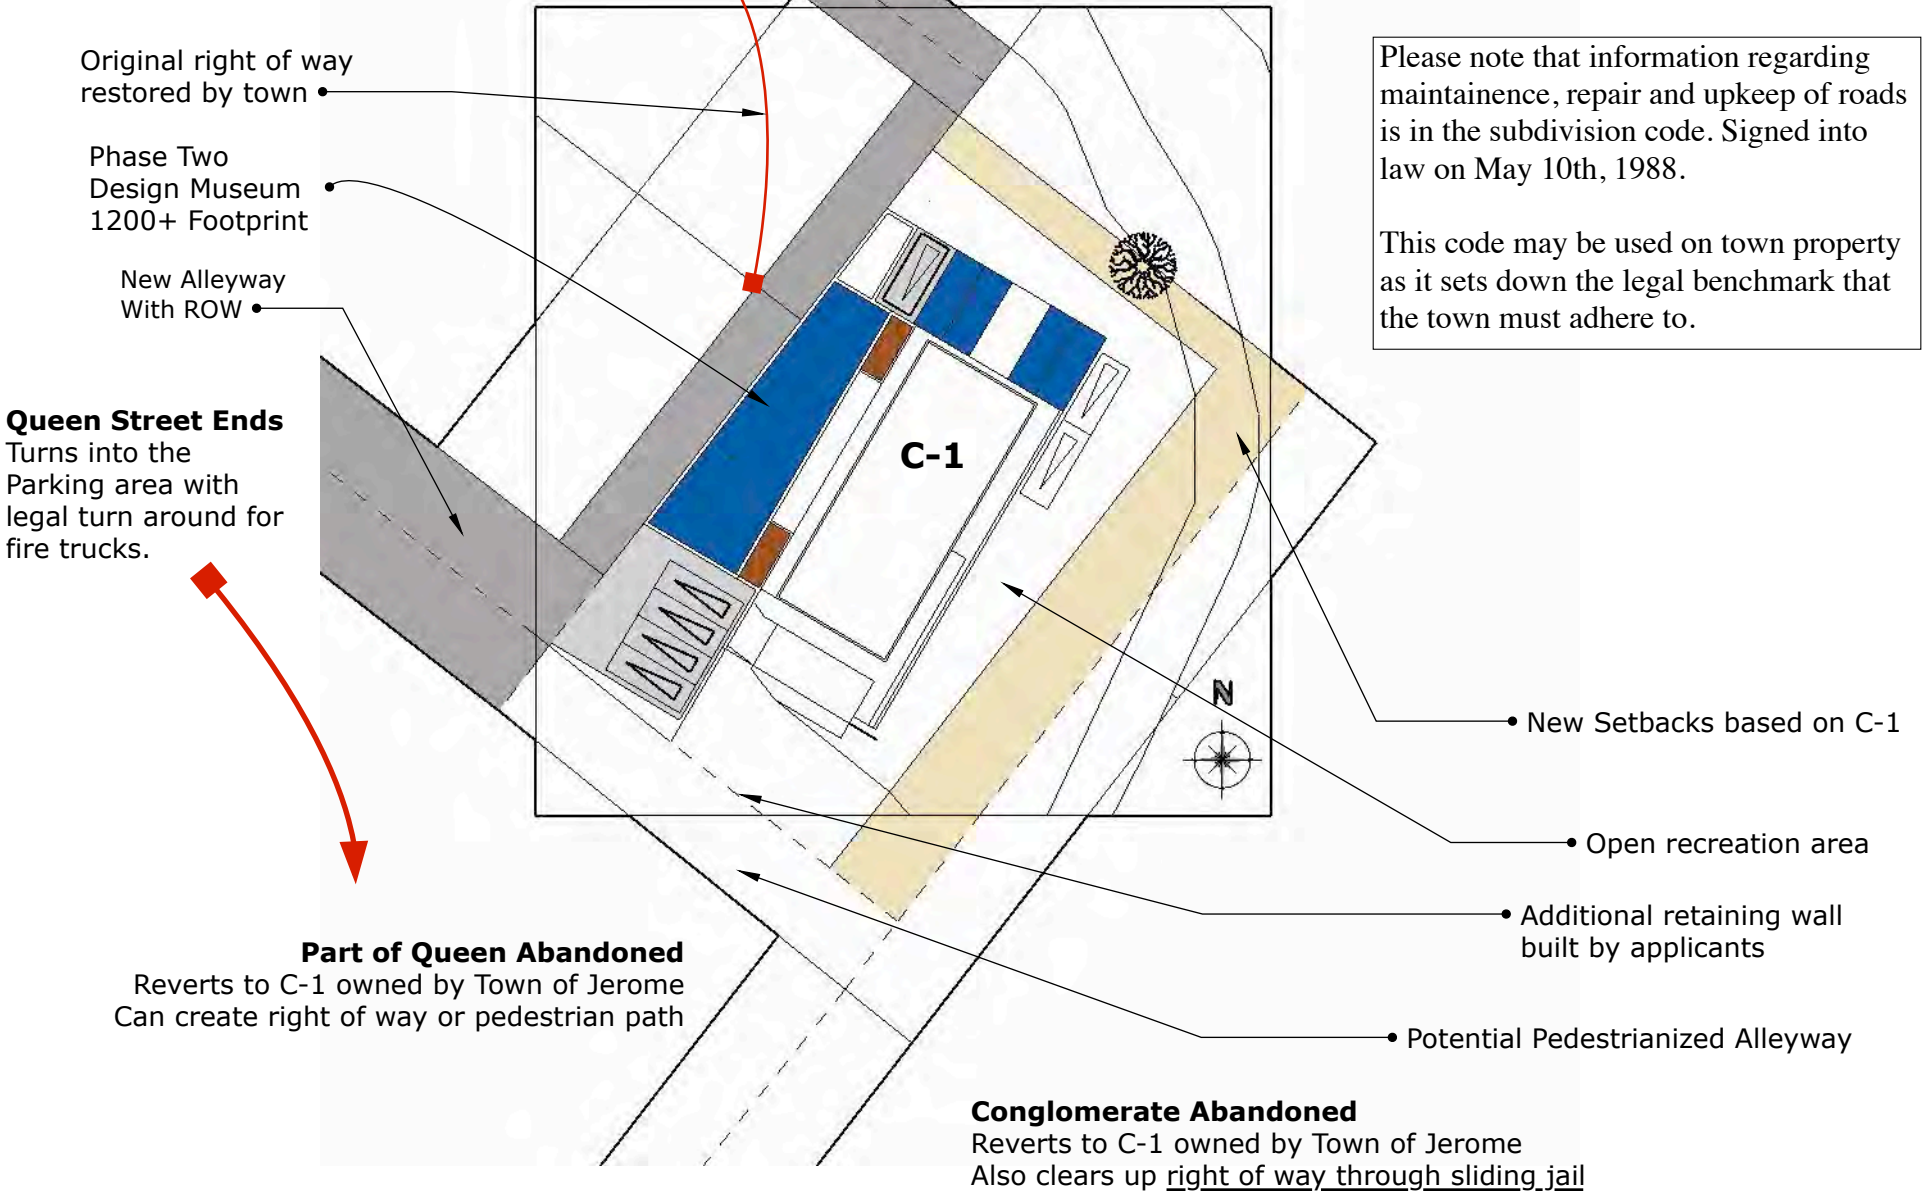 Original right of way
restored by town
Phase Two
Design Museum
1200+ Footprint
New Alleyway
With ROW
Queen Street Ends
Turns into the
Parking area with
legal turn around for
fire trucks.
Please note that information regarding
maintainence, repair and upkeep of roads
is in the subdivision code. Signed into
law on May 10th, 1988.
This code may be used on town property
as it sets down the legal benchmark that
the town must adhere to.
C-1
N
New Setbacks based on C-1
Open recreation area
Additional retaining wall
built by applicants
Part of Queen Abandoned
Reverts to C-1 owned by Town of Jerome
Can create right of way or pedestrian path
Potential Pedestrianized Alleyway
Conglomerate Abandoned
Reverts to C-1 owned by Town of Jerome
Also clears up right of way through sliding jail